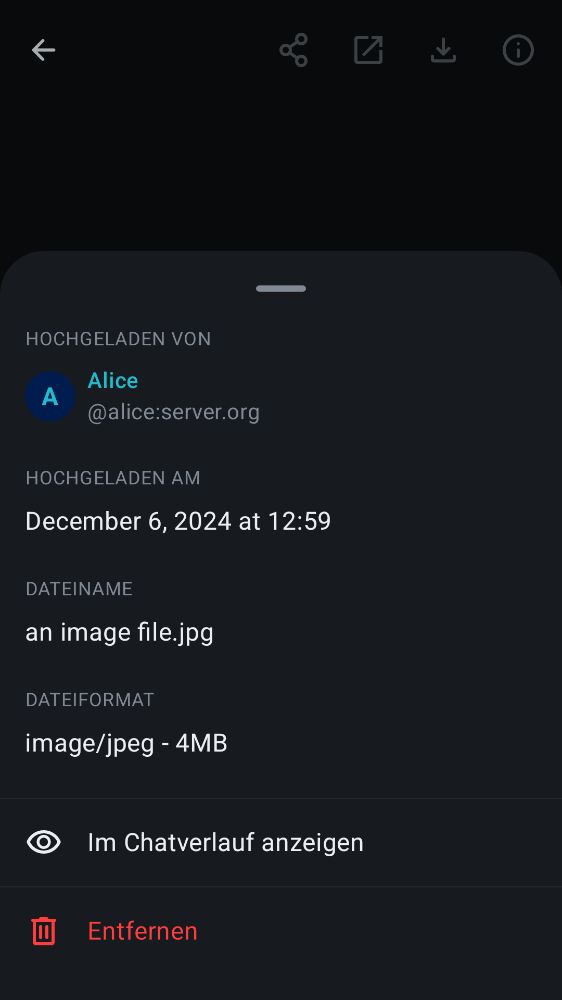 HOCHGELADEN VON
A
Alice
@alice:server.org
HOCHGELADEN AM
December 6, 2024 at 12:59
DATEINAME
an image file.jpg
DATEIFORMAT
image/jpeg - 4MB
Im Chatverlauf anzeigen
Entfernen